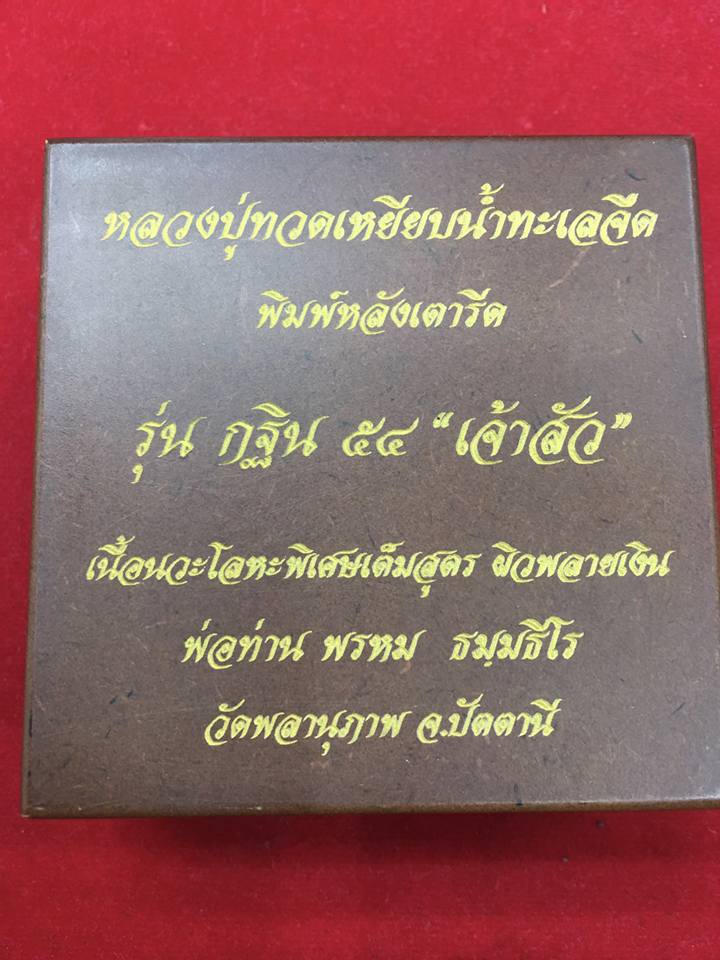 หลวงปู่ทวดเหยียบน้ำทะเลจืด
พิมพ์หลังเตารีด
รุ่น กฐิน ๕๔ “เจ้าสัว”
เนื้อนวะโลหะพิเศษเต็มสูตร ผิวพลายเงิน
พ่อท่าน พรหม ธมฺมธีโร
วัดพลานุภาพ จ.ปัตตานี